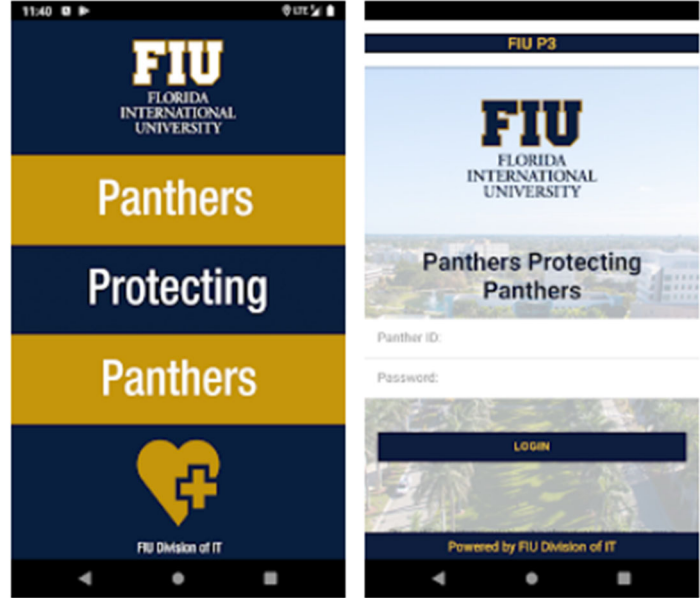 11:40
LTE
FIU
FLORIDA
INTERNATIONAL
UNIVERSITY
Panthers
Protecting
Panthers
FIU Division of IT
FIU P3
FIU
FLORIDA
INTERNATIONAL
UNIVERSITY
Panthers Protecting
Panthers
Panther ID:
Password:
LOGIN
Powered by FIU Division of IT